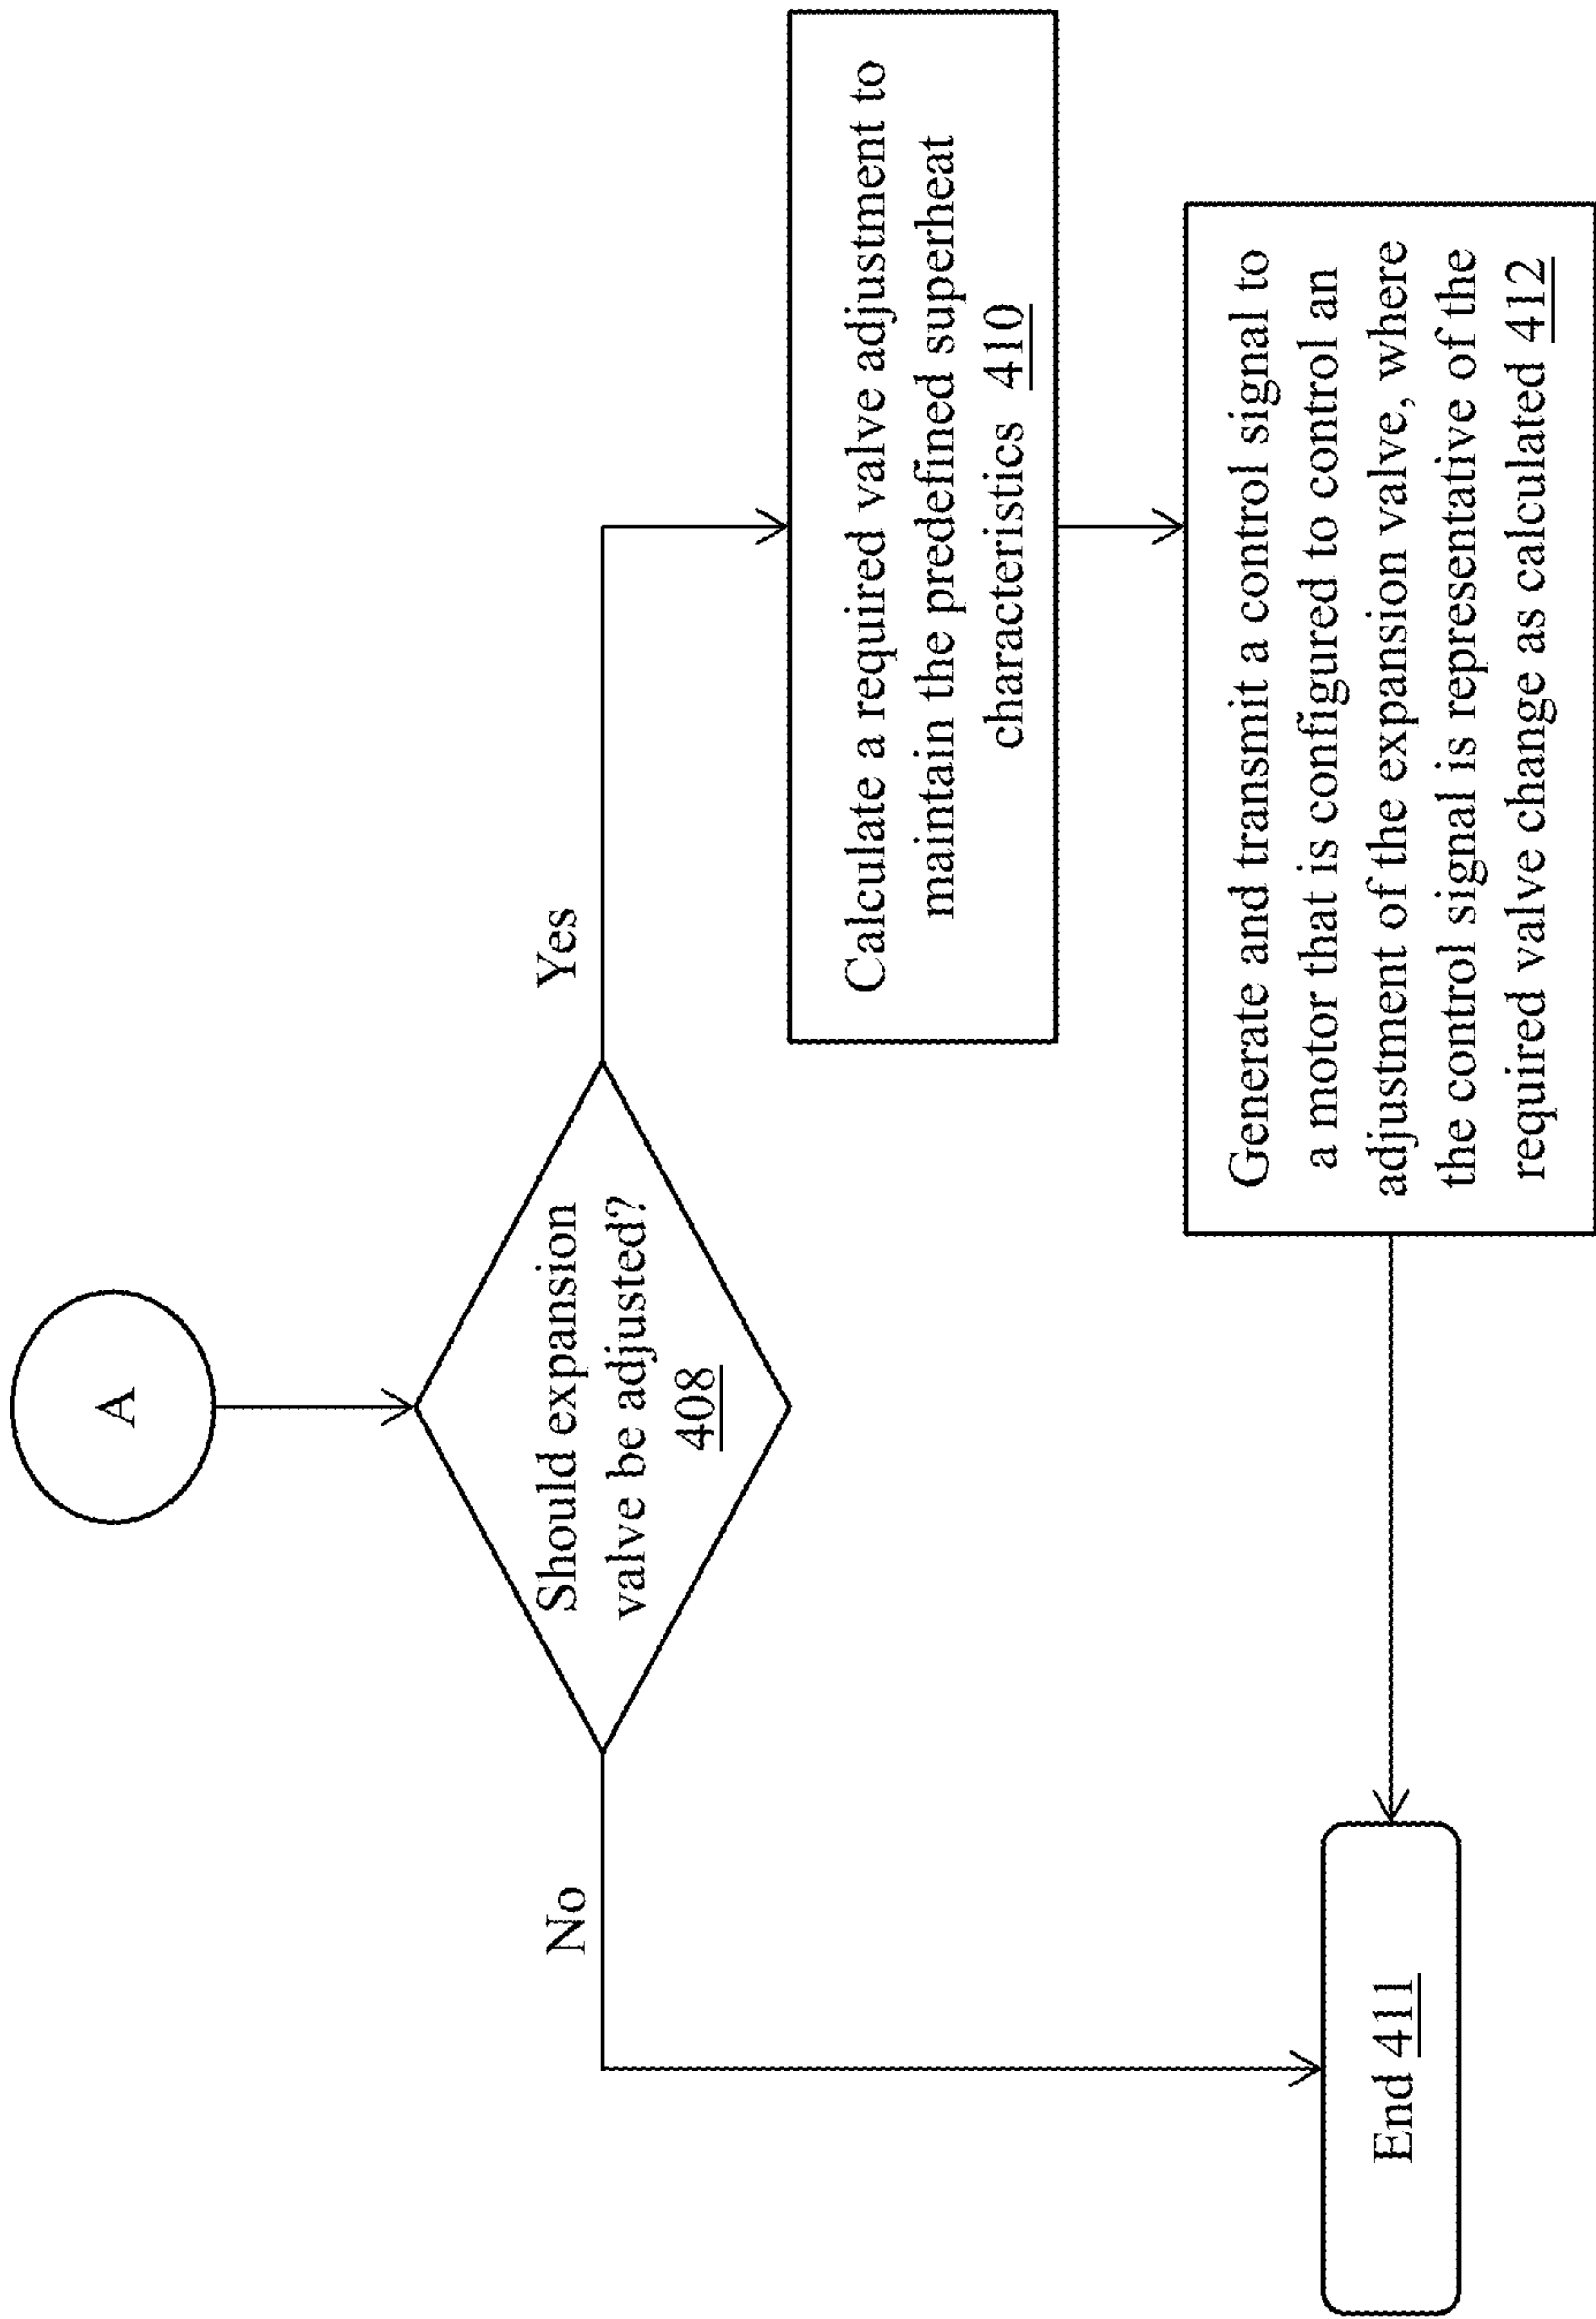 A
Should expansion
valve be adjusted?
408
No
Yes
Calculate a required valve adjustment to
maintain the predefined superheat
characteristics 410
Generate and transmit a control signal to
a motor that is configured to control an
adjustment of the expansion valve, where
the control signal is representative of the
required valve change as calculated 412
End 411